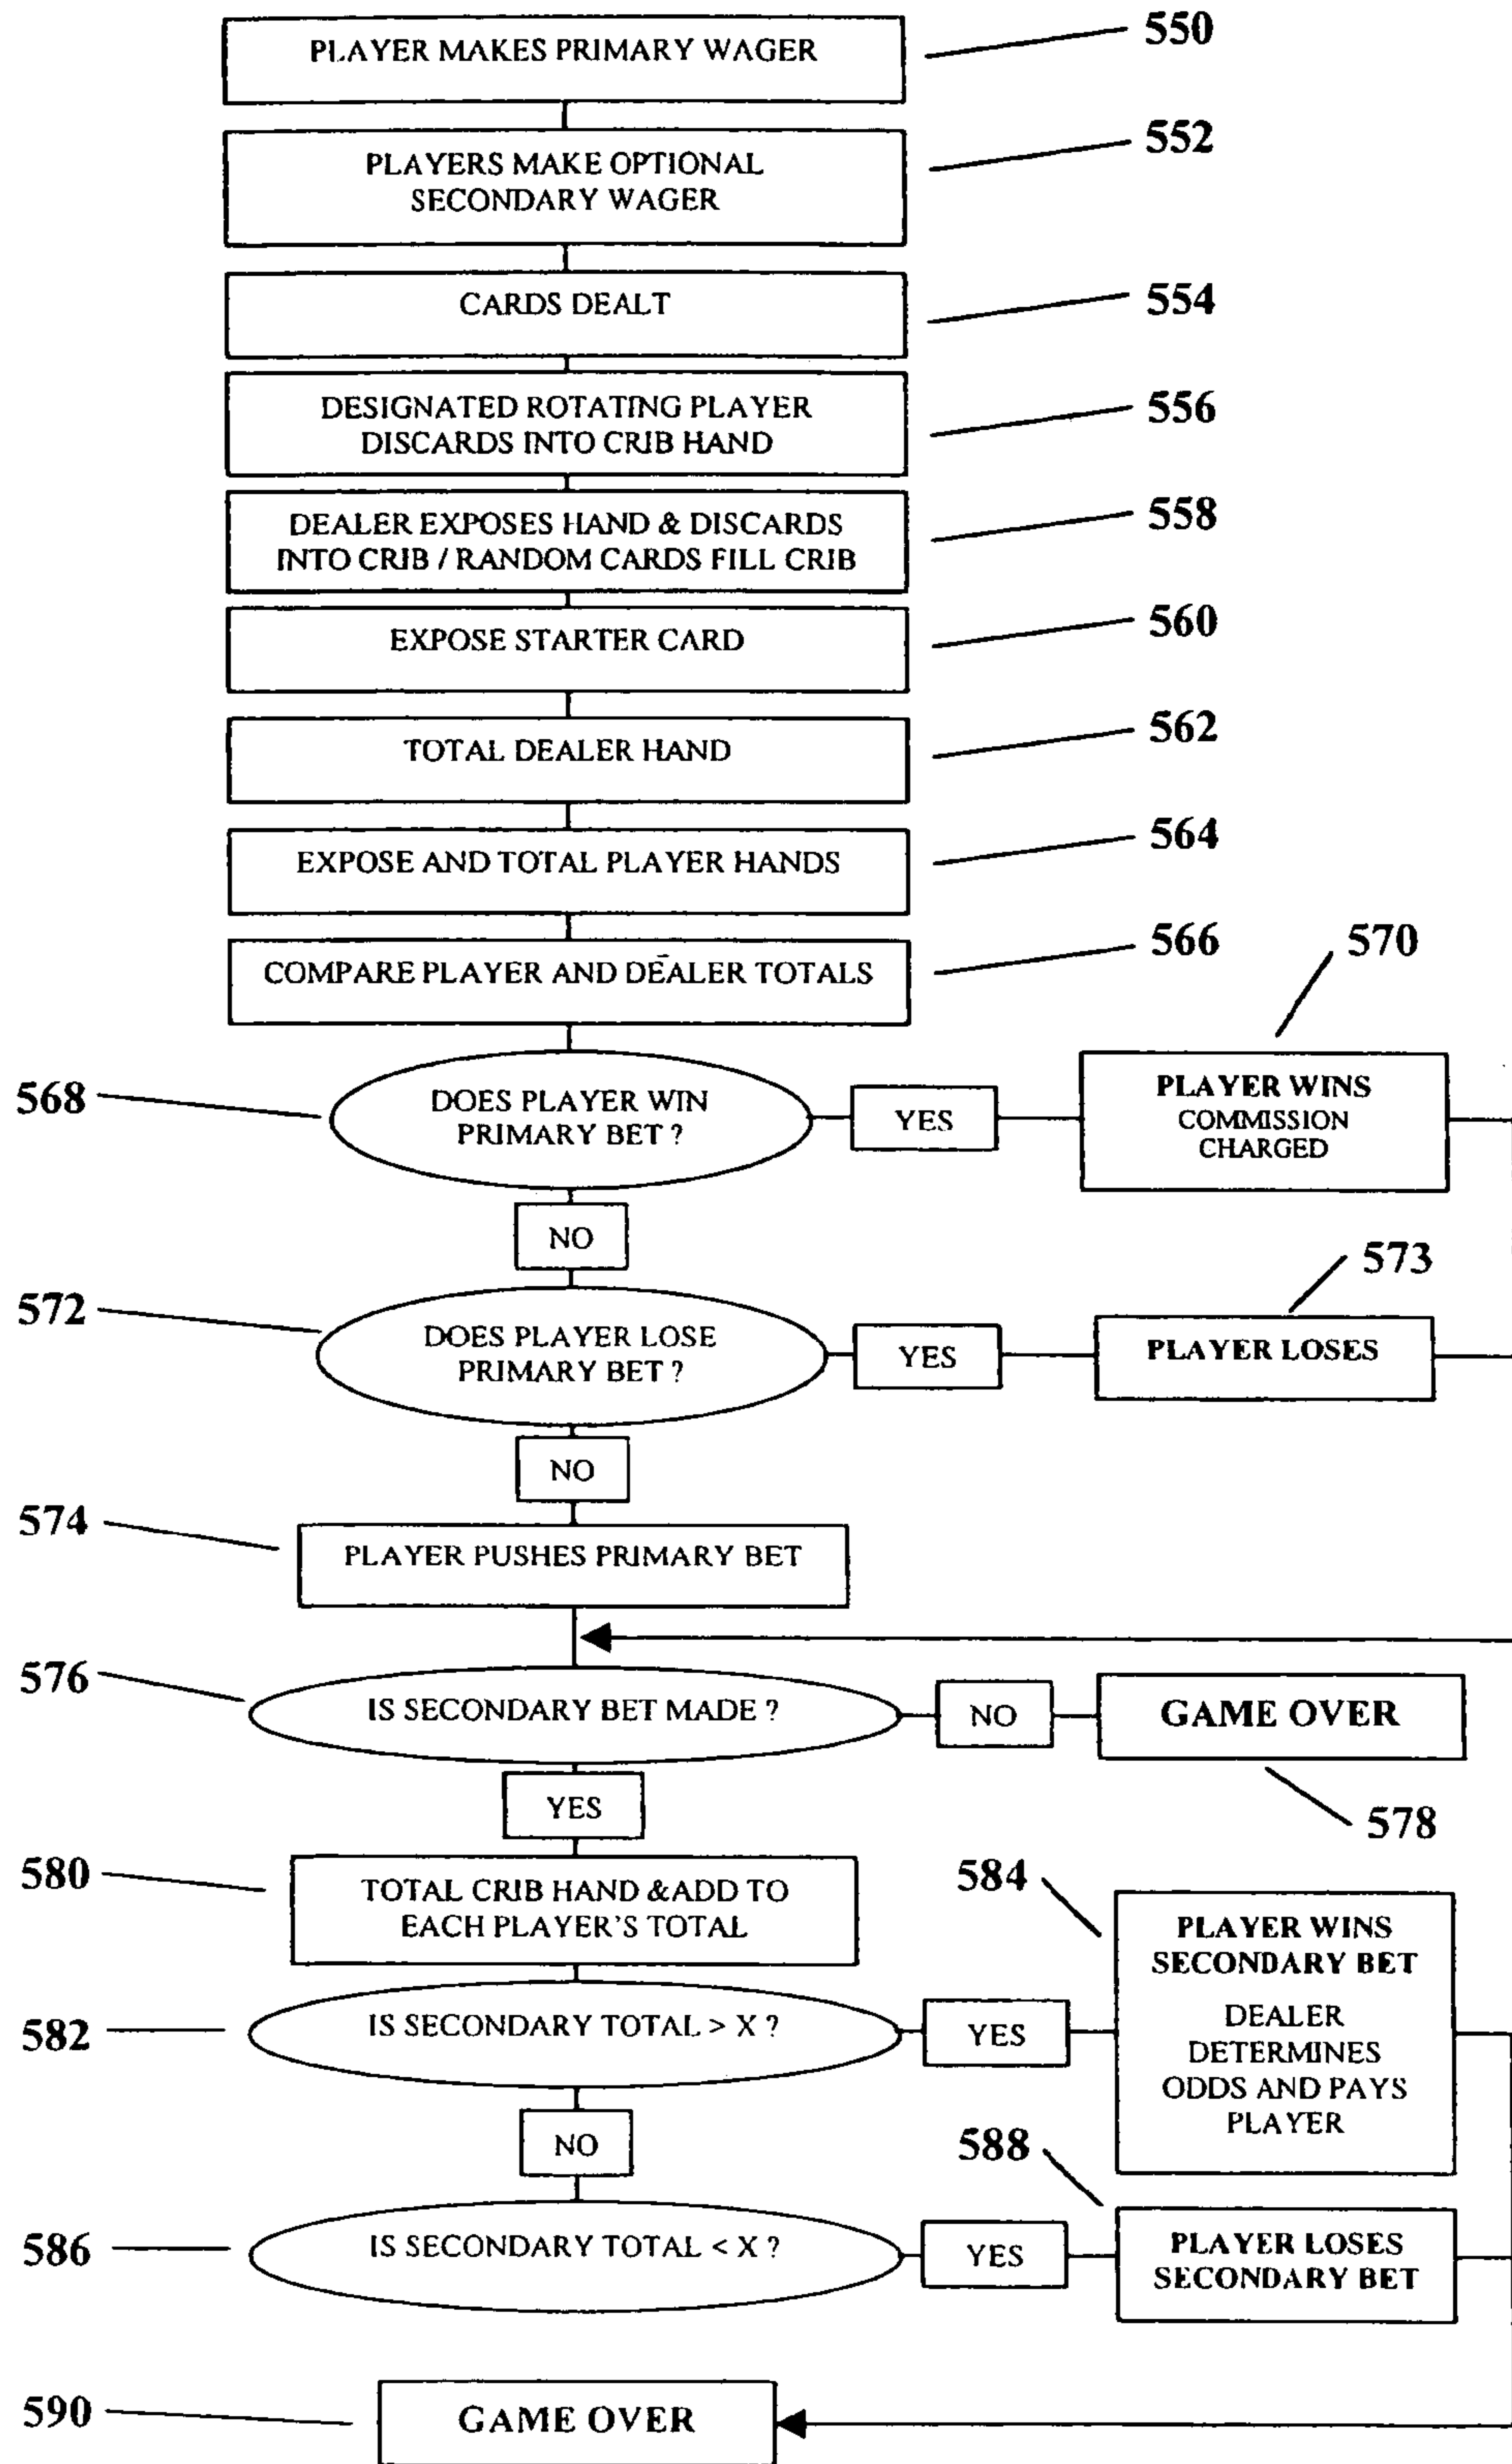 PLAYER MAKES PRIMARY WAGER
550
PLAYERS MAKE OPTIONAL
SECONDARY WAGER
552
CARDS DEALT
554
DESIGNATED ROTATING PLAYER
DISCARDS INTO CRIB HAND
556
DEALER EXPOSES HAND & DISCARDS
INTO CRIB / RANDOM CARDS FILL CRIB
558
EXPOSE STARTER CARD
560
TOTAL DEALER HAND
562
EXPOSE AND TOTAL PLAYER HANDS
564
COMPARE PLAYER AND DEALER TOTALS
566
570
568
DOES PLAYER WIN
PRIMARY BET ?
YES
PLAYER WINS
COMMISSION
CHARGED
NO
573
572
DOES PLAYER LOSE
PRIMARY BET ?
YES
PLAYER LOSES
NO
574
PLAYER PUSHES PRIMARY BET
576
IS SECONDARY BET MADE ?
NO
GAME OVER
578
YES
580
TOTAL CRIB HAND &ADD TO
EACH PLAYER'S TOTAL
584
582
IS SECONDARY TOTAL > X ?
YES
PLAYER WINS
SECONDARY BET
DEALER
DETERMINES
ODDS AND PAYS
PLAYER
NO
588
586
IS SECONDARY TOTAL < X ?
YES
PLAYER LOSES
SECONDARY BET
590
GAME OVER